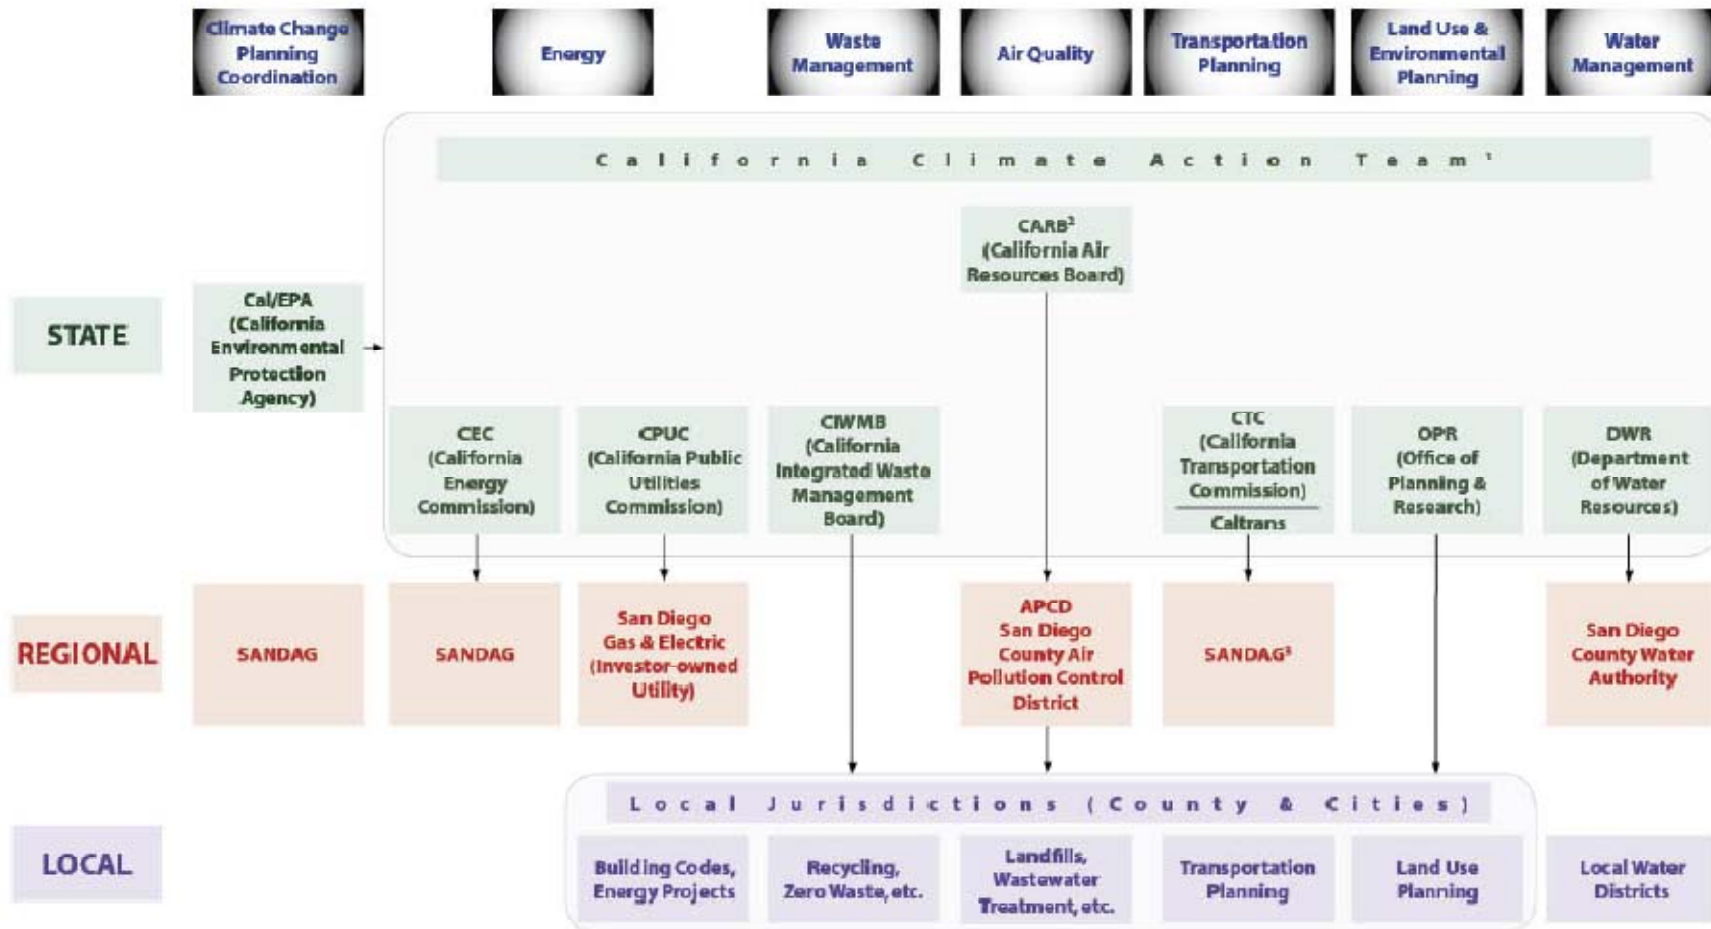 Climate Change
Planning
Coordination
Energy
Waste
Management
Air Quality
Transportation
Planning
Land Use &
Environmental
Planning
Water
Management
California Climate Action Team¹
CARB²
(California Air
Resources Board)
STATE
Cal/EPA
(California
Environmental
Protection
Agency)
CEC
(California
Energy
Commission)
CPUC
(California Public
Utilities
Commission)
CIWMB
(California
Integrated Waste
Management
Board)
CTC
(California
Transportation
Commission)
Caltrans
OPR
(Office of
Planning &
Research)
DWR
(Department
of Water
Resources)
REGIONAL
SANDAG
SANDAG
San Diego
Gas & Electric
(Investor-owned
Utility)
APCD
San Diego
County Air
Pollution Control
District
SANDAG³
San Diego
County Water
Authority
Local Jurisdictions (County & Cities)
LOCAL
Building Codes,
Energy Projects
Recycling,
Zero Waste, etc.
Landfills,
Wastewater
Treatment, etc.
Transportation
Planning
Land Use
Planning
Local Water
Districts